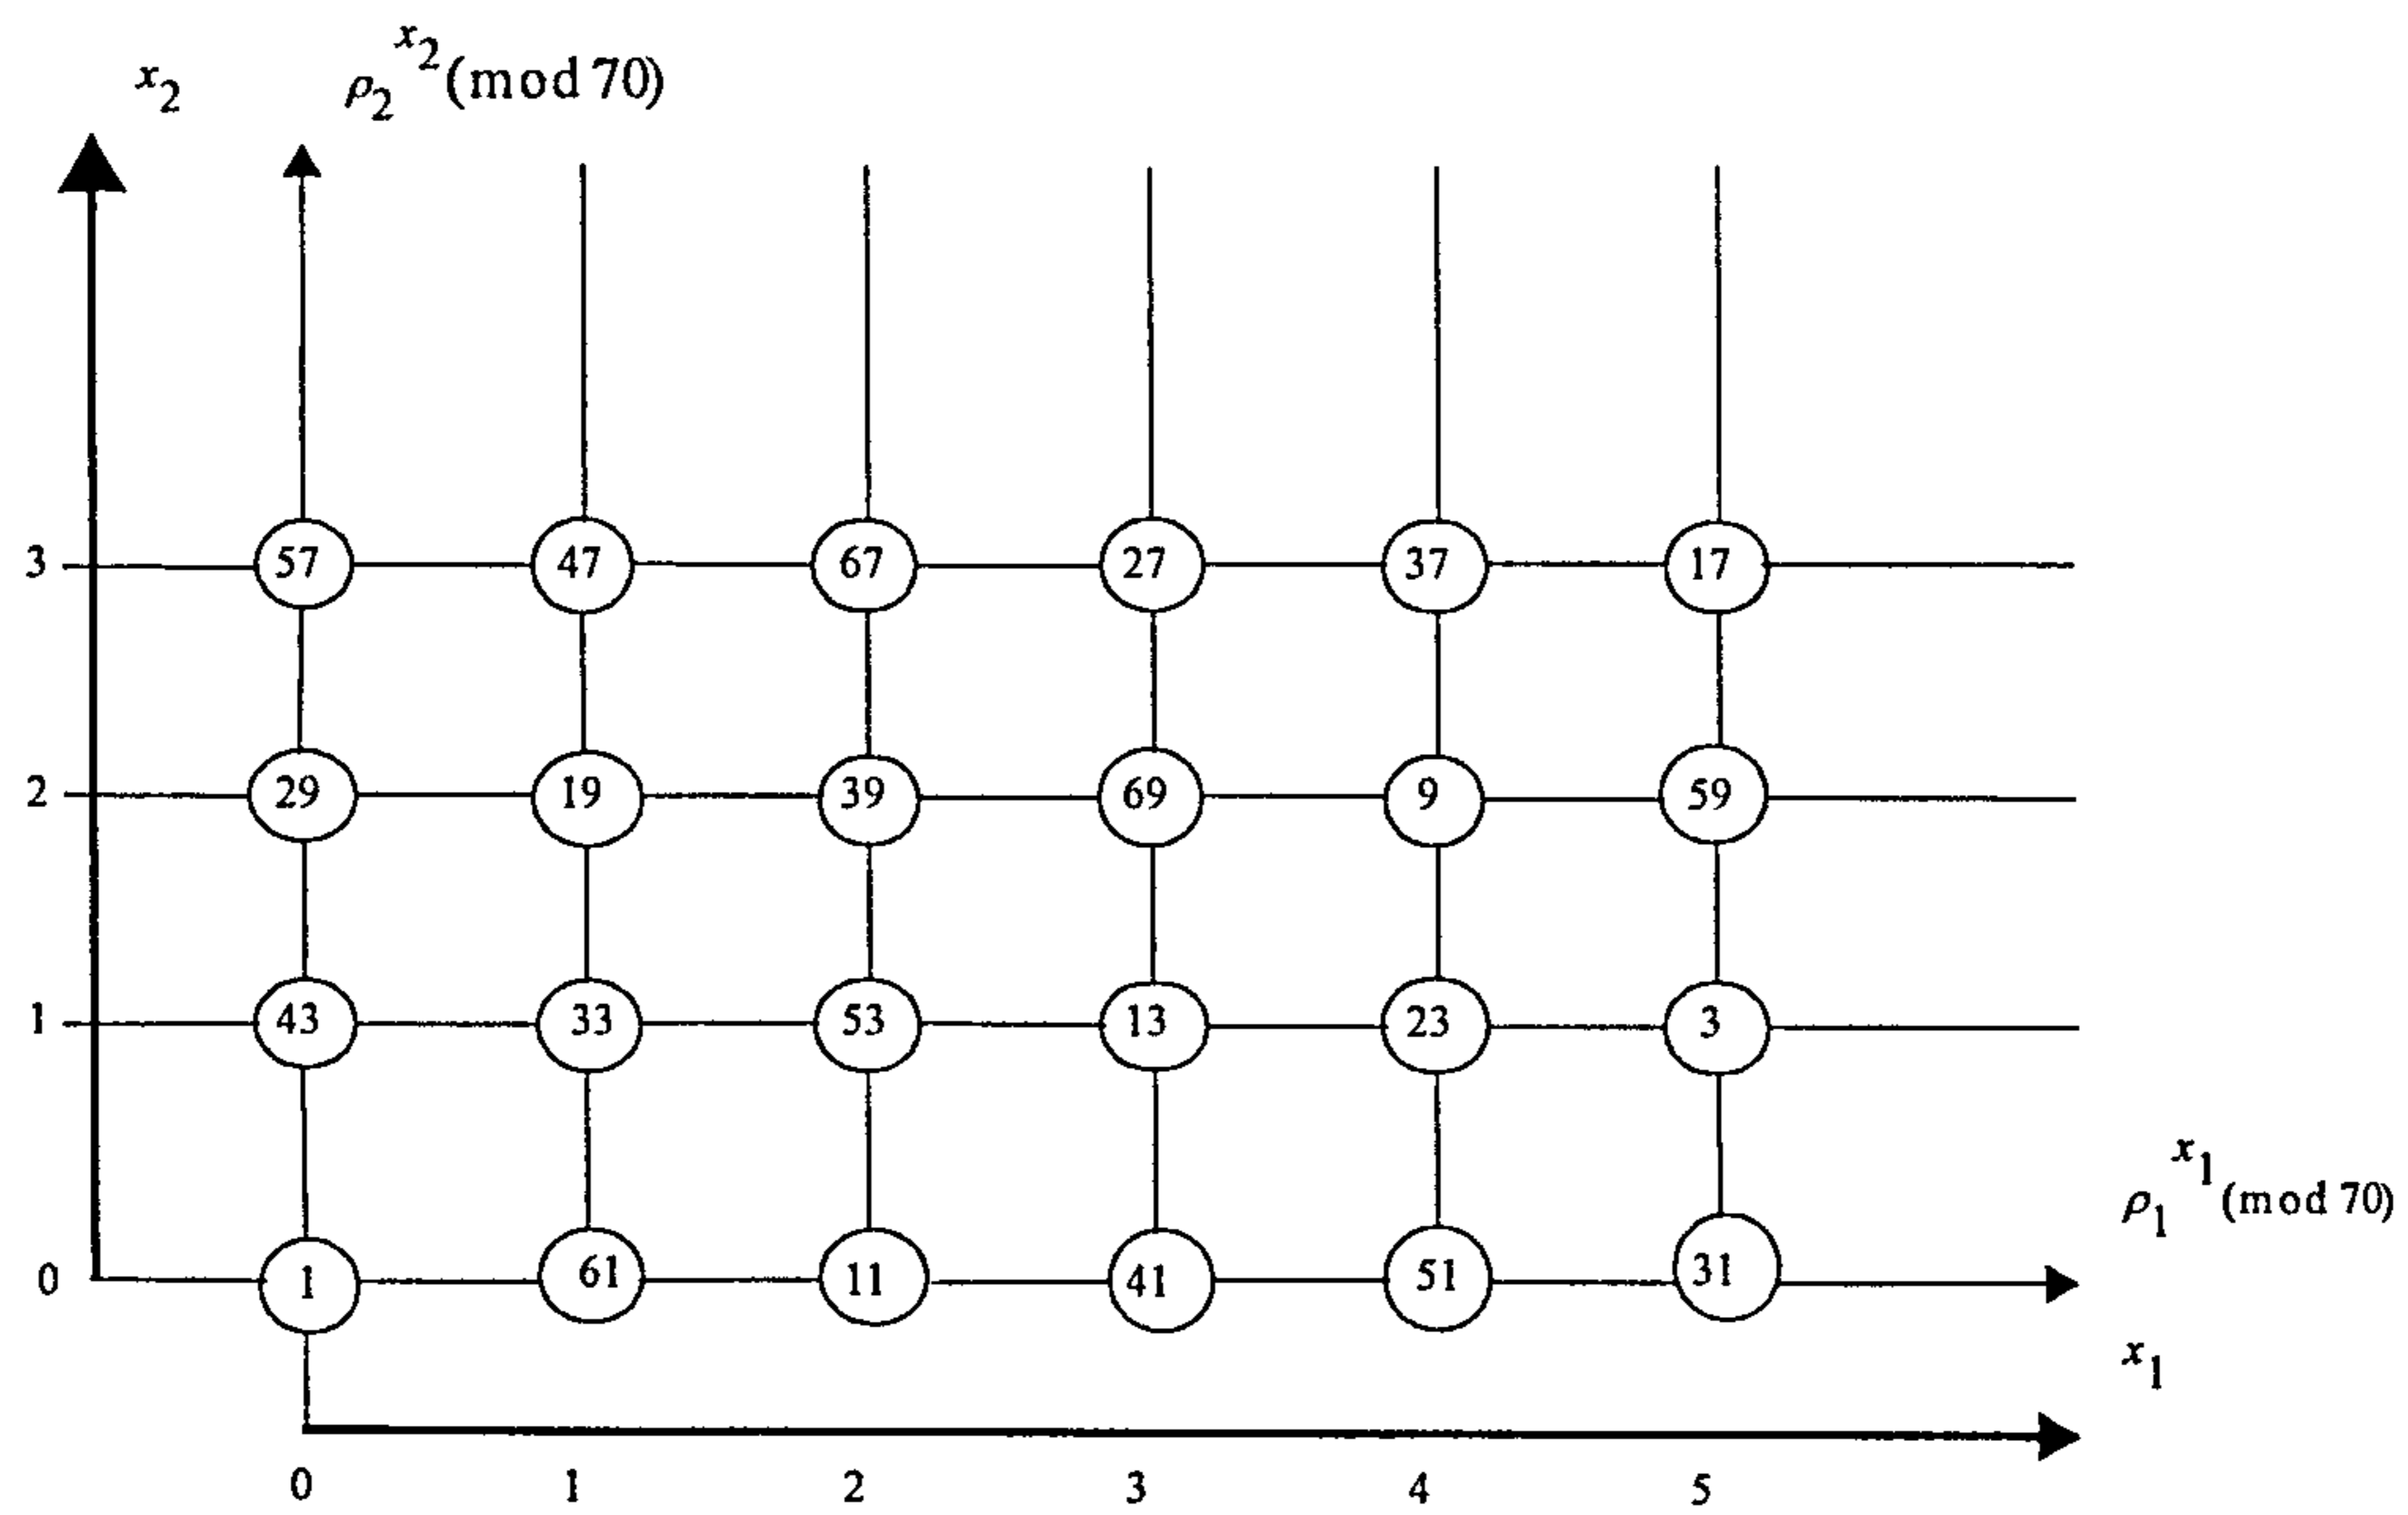 x2 ρ2^x2 (mod 70)
3 57 47 67 27 37 17
2 29 19 39 69 9 59
1 43 33 53 13 23 3
ρ1^x1 (mod 70)
0 1 61 11 41 51 31
x1
0 1 2 3 4 5